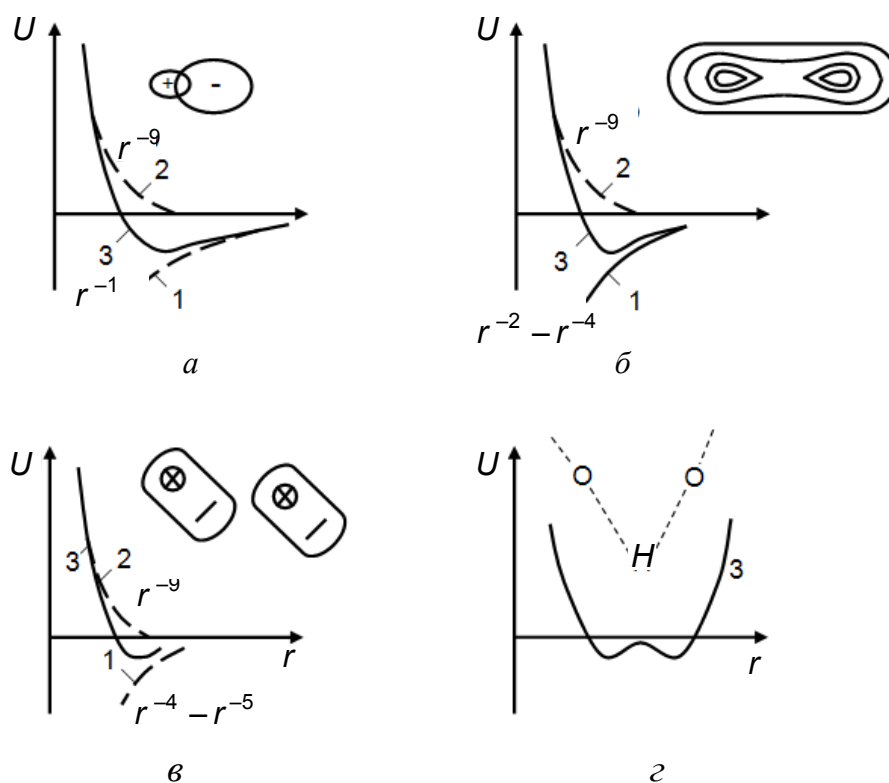 U
+ -
r⁻⁹
2
3
r⁻¹
1
а
U
r⁻⁹
2
3
1
r⁻² – r⁻⁴
б
U
3
2
r⁻⁹
1
r
r⁻⁴ – r⁻⁵
в
U
O O
H
3
r
г